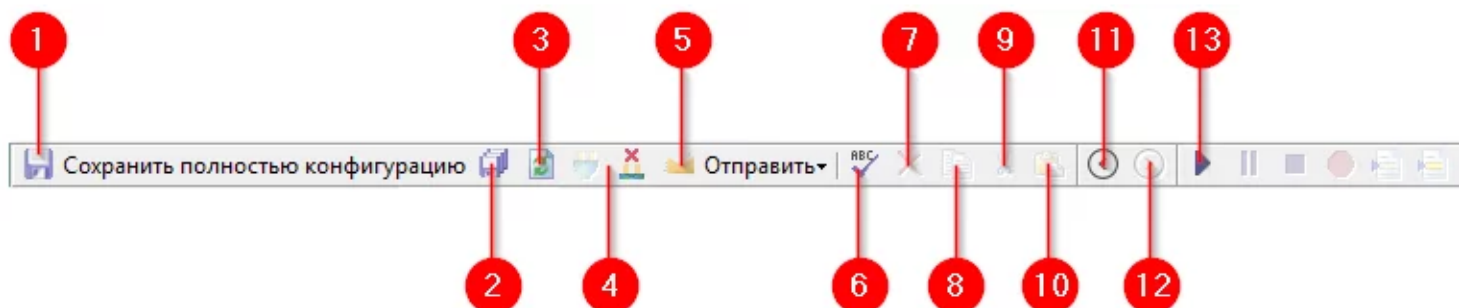 1 3 5 7 9 11 13
Сохранить полностью конфигурацию Отправить ABC
2 4 6 8 10 12